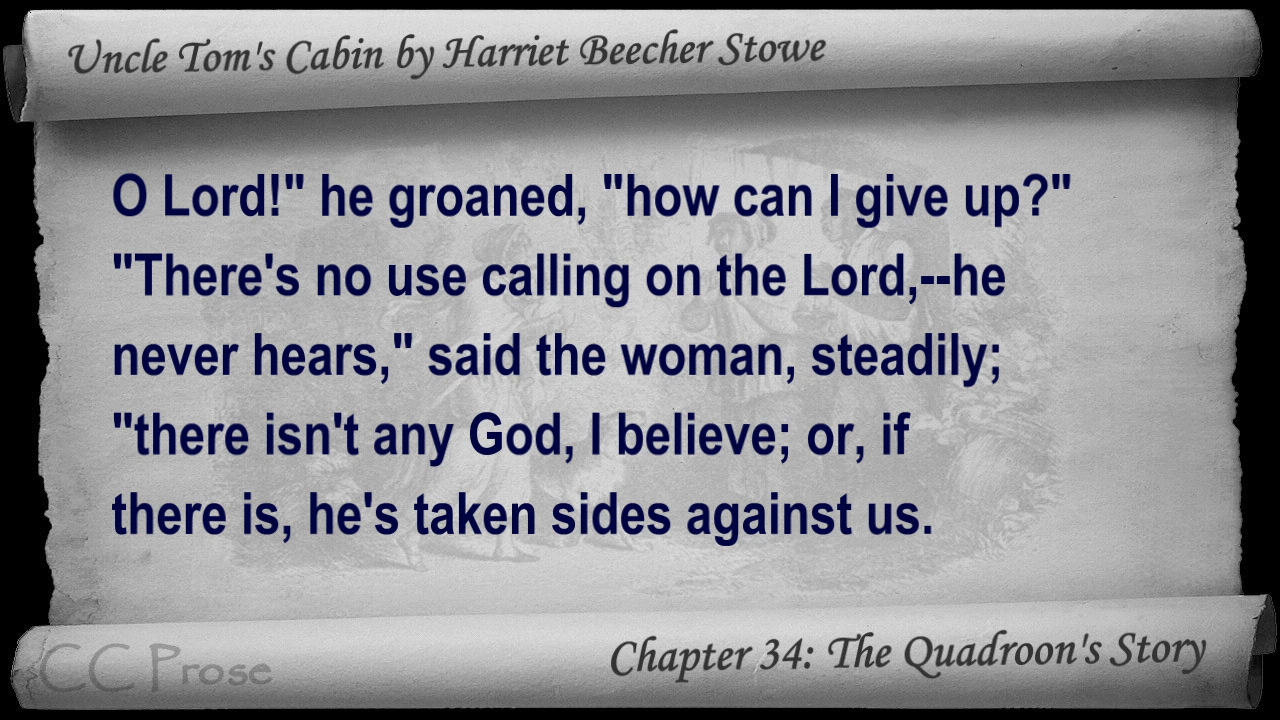 Uncle Tom's Cabin by Harriet Beecher Stowe
O Lord!" he groaned, "how can I give up?"
"There's no use calling on the Lord,--he
never hears," said the woman, steadily;
"there isn't any God, I believe; or, if
there is, he's taken sides against us.
CC Prose
Chapter 34: The Quadroon's Story